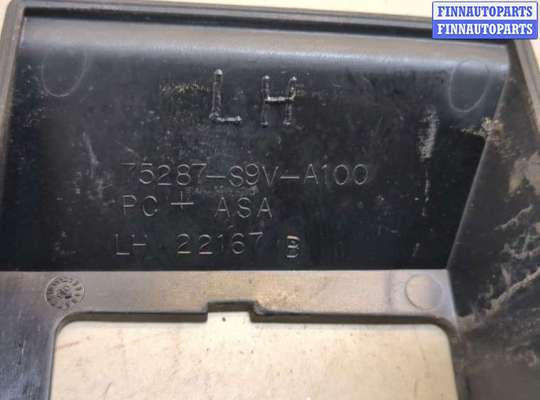 FINNAUTOPARTS
FINNAUTOPARTS
LH
75287-S9V-A100
PC+ ASA
LH 22167 B